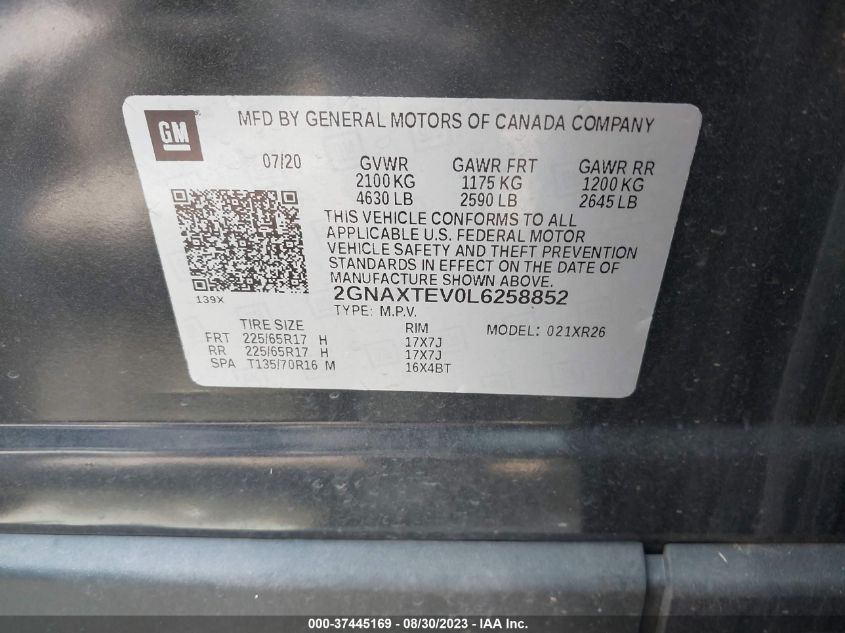 GM ®
MFD BY GENERAL MOTORS OF CANADA COMPANY
07/20 GVWR GAWR FRT GAWR RR
2100 KG 1175 KG 1200 KG
4630 LB 2590 LB 2645 LB
THIS VEHICLE CONFORMS TO ALL
APPLICABLE U.S. FEDERAL MOTOR
VEHICLE SAFETY AND THEFT PREVENTION
STANDARDS IN EFFECT ON THE DATE OF
MANUFACTURE SHOWN ABOVE.
139X 2GNAXTEV0L6258852
TYPE: M.P.V.
TIRE SIZE RIM MODEL: 021XR26
FRT 225/65R17 H 17X7J
RR 225/65R17 H 17X7J
SPA T135/70R16 M 16X4BT
000-37445169 - 08/30/2023 - IAA Inc.